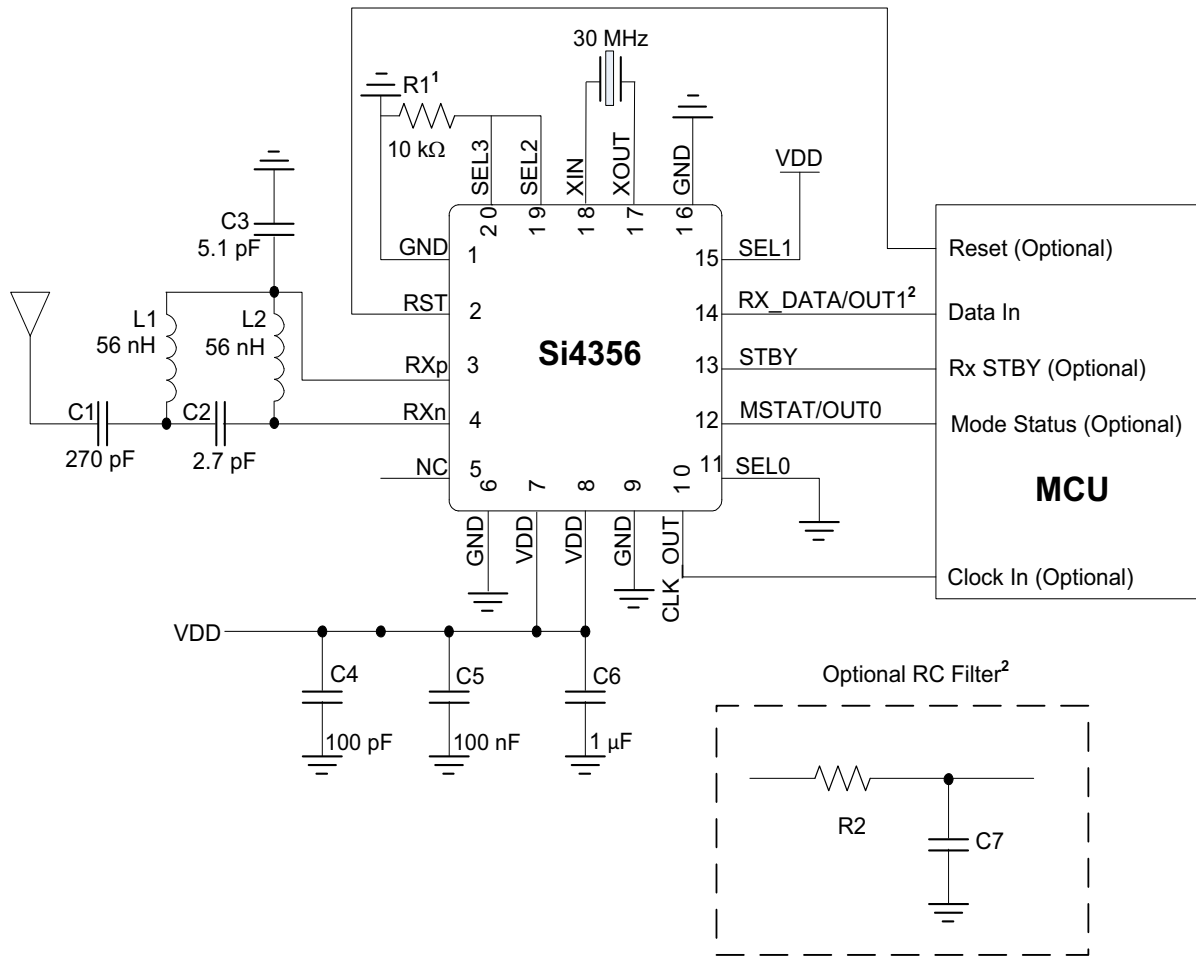 30 MHz
R1¹
10 kΩ
SEL3
SEL2
XIN
XOUT
GND
VDD
C3
5.1 pF
20
19
18
17
16
GND
1
15
SEL1
Reset (Optional)
RST
2
14
RX_DATA/OUT1²
Data In
L1
56 nH
L2
56 nH
Si4356
RXp
3
13
STBY
Rx STBY (Optional)
C1
270 pF
C2
2.7 pF
RXn
4
12
MSTAT/OUT0
Mode Status (Optional)
NC
5
11
SEL0
MCU
6
7
8
9
10
GND
VDD
VDD
GND
CLK_OUT
Clock In (Optional)
VDD
C4
100 pF
C5
100 nF
C6
1 µF
Optional RC Filter²
R2
C7